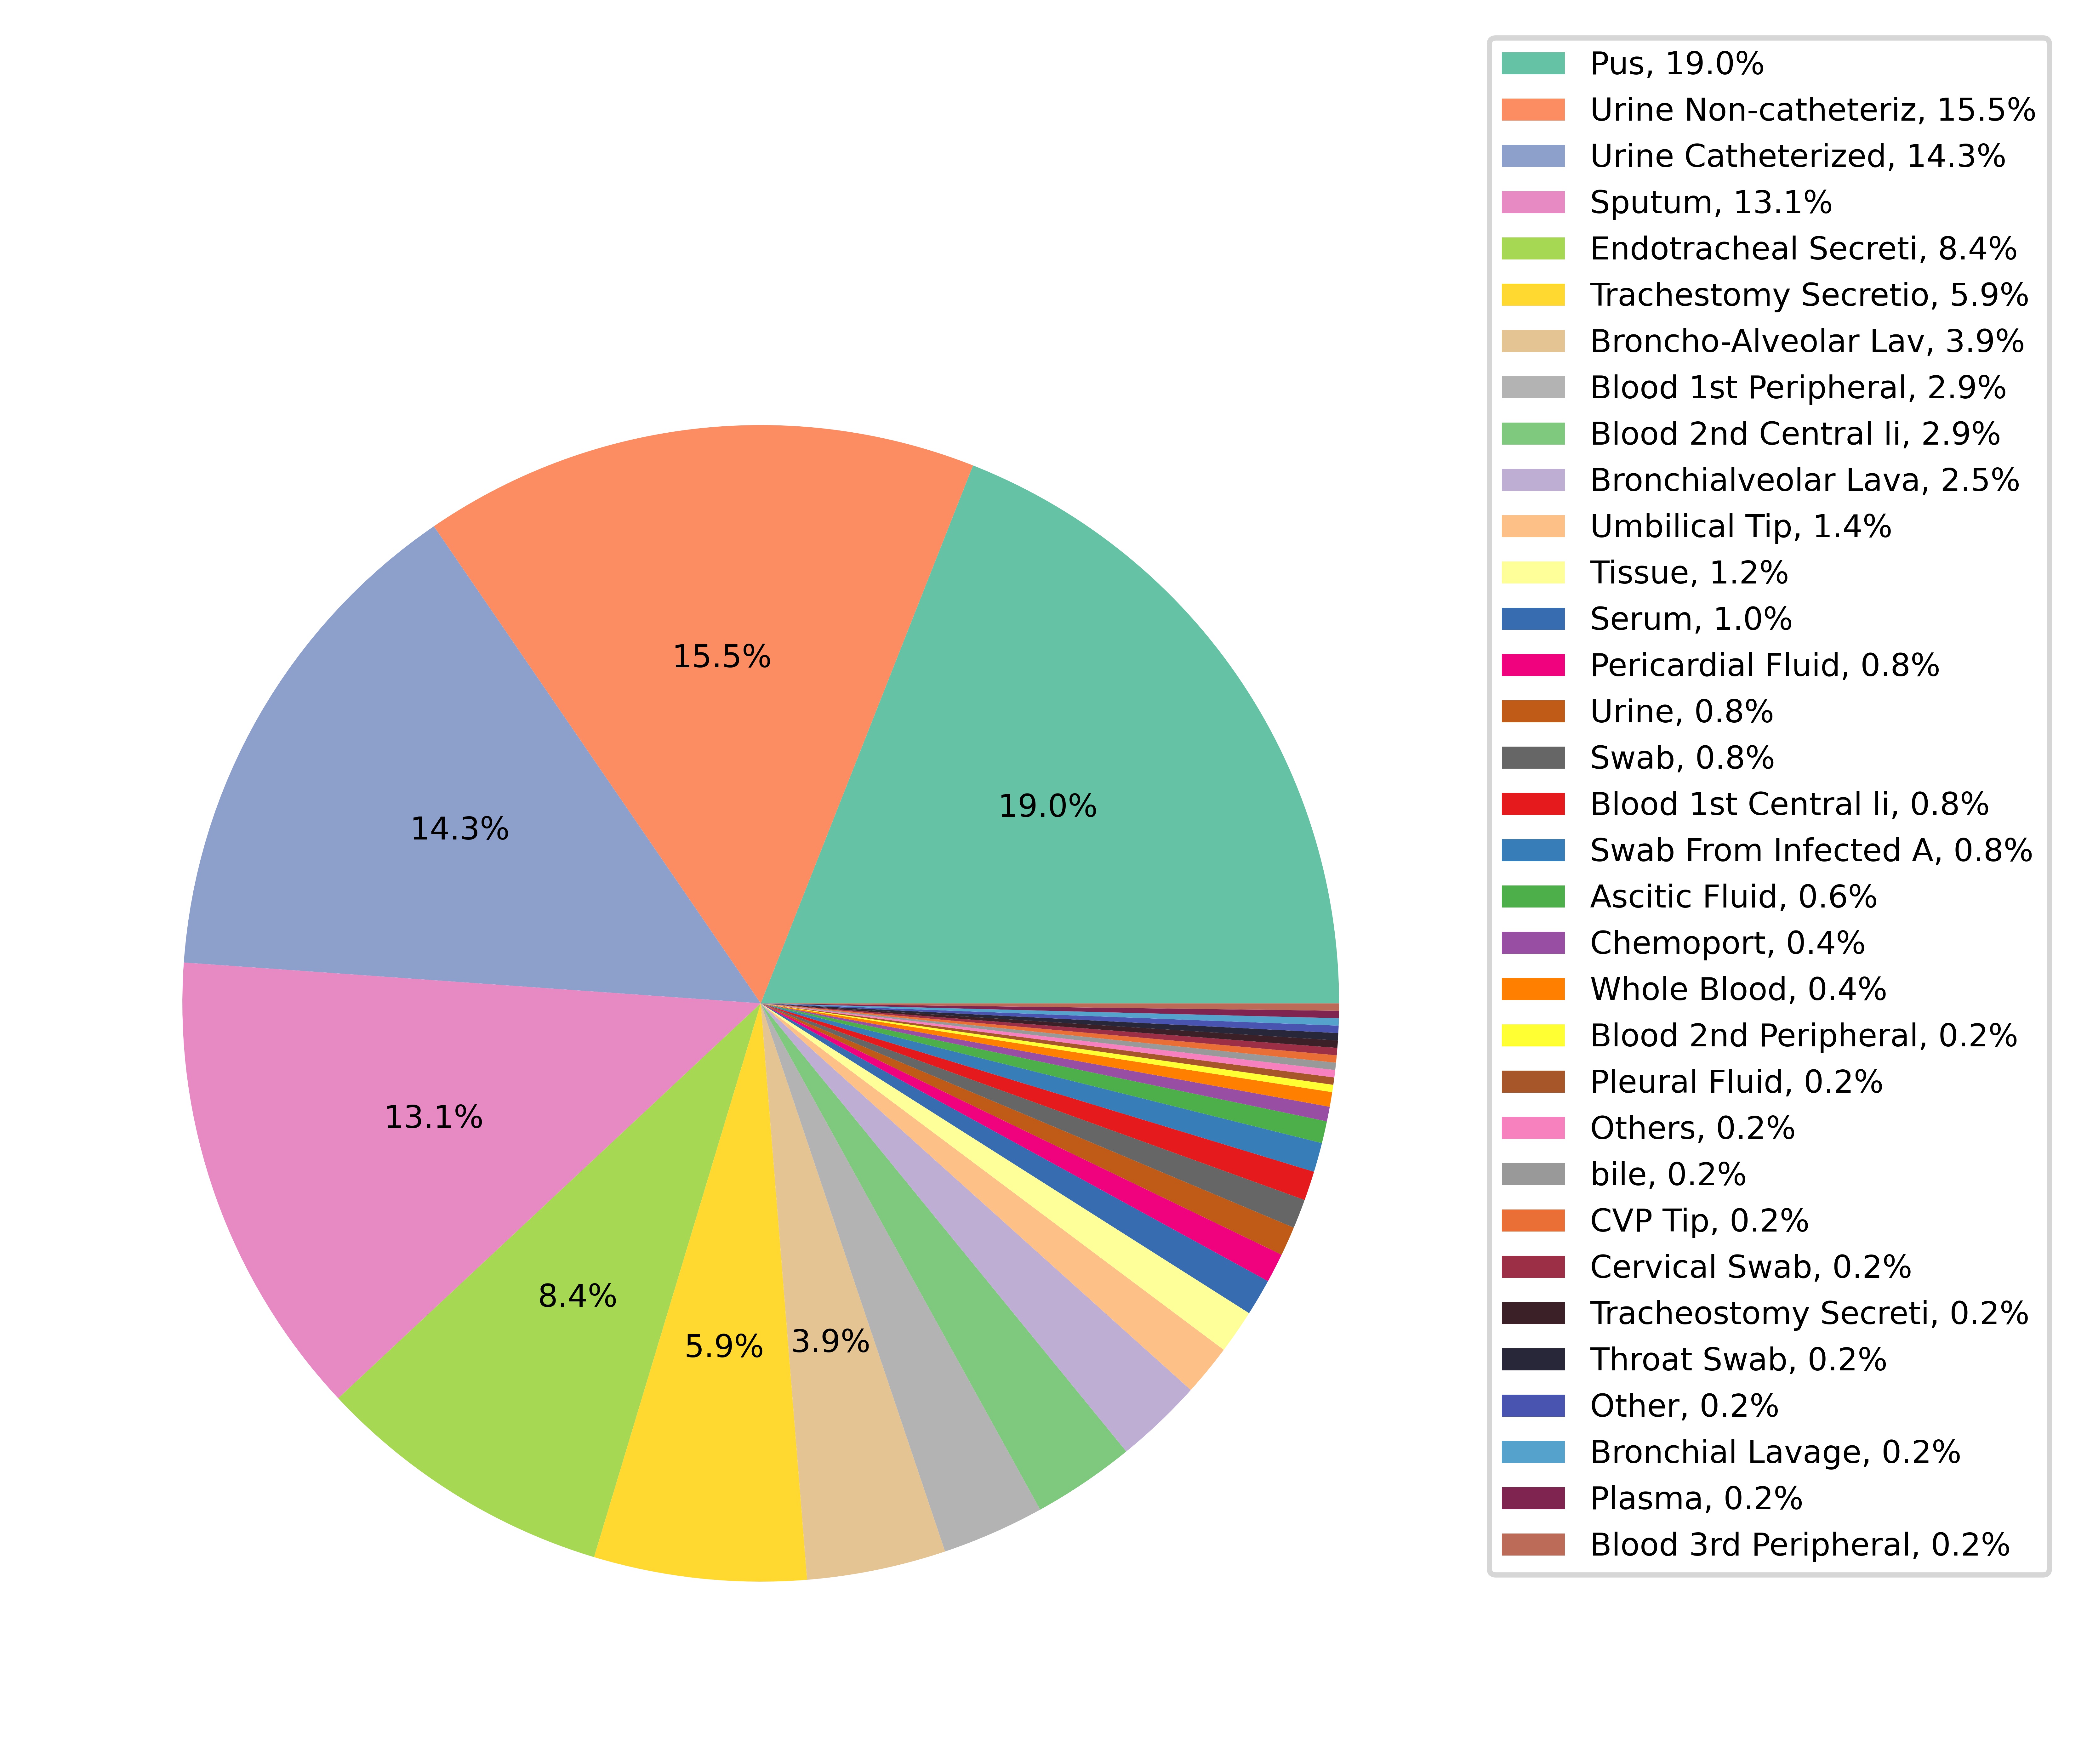 Pus, 19.0%
Urine Non-catheteriz, 15.5%
Urine Catheterized, 14.3%
Sputum, 13.1%
Endotracheal Secreti, 8.4%
Trachestomy Secretio, 5.9%
Broncho-Alveolar Lav, 3.9%
Blood 1st Peripheral, 2.9%
Blood 2nd Central li, 2.9%
Bronchialveolar Lava, 2.5%
Umbilical Tip, 1.4%
Tissue, 1.2%
Serum, 1.0%
Pericardial Fluid, 0.8%
Urine, 0.8%
Swab, 0.8%
Blood 1st Central li, 0.8%
Swab From Infected A, 0.8%
Ascitic Fluid, 0.6%
Chemoport, 0.4%
Whole Blood, 0.4%
Blood 2nd Peripheral, 0.2%
Pleural Fluid, 0.2%
Others, 0.2%
bile, 0.2%
CVP Tip, 0.2%
Cervical Swab, 0.2%
Tracheostomy Secreti, 0.2%
Throat Swab, 0.2%
Other, 0.2%
Bronchial Lavage, 0.2%
Plasma, 0.2%
Blood 3rd Peripheral, 0.2%
15.5%
19.0%
14.3%
13.1%
8.4%
5.9%
3.9%